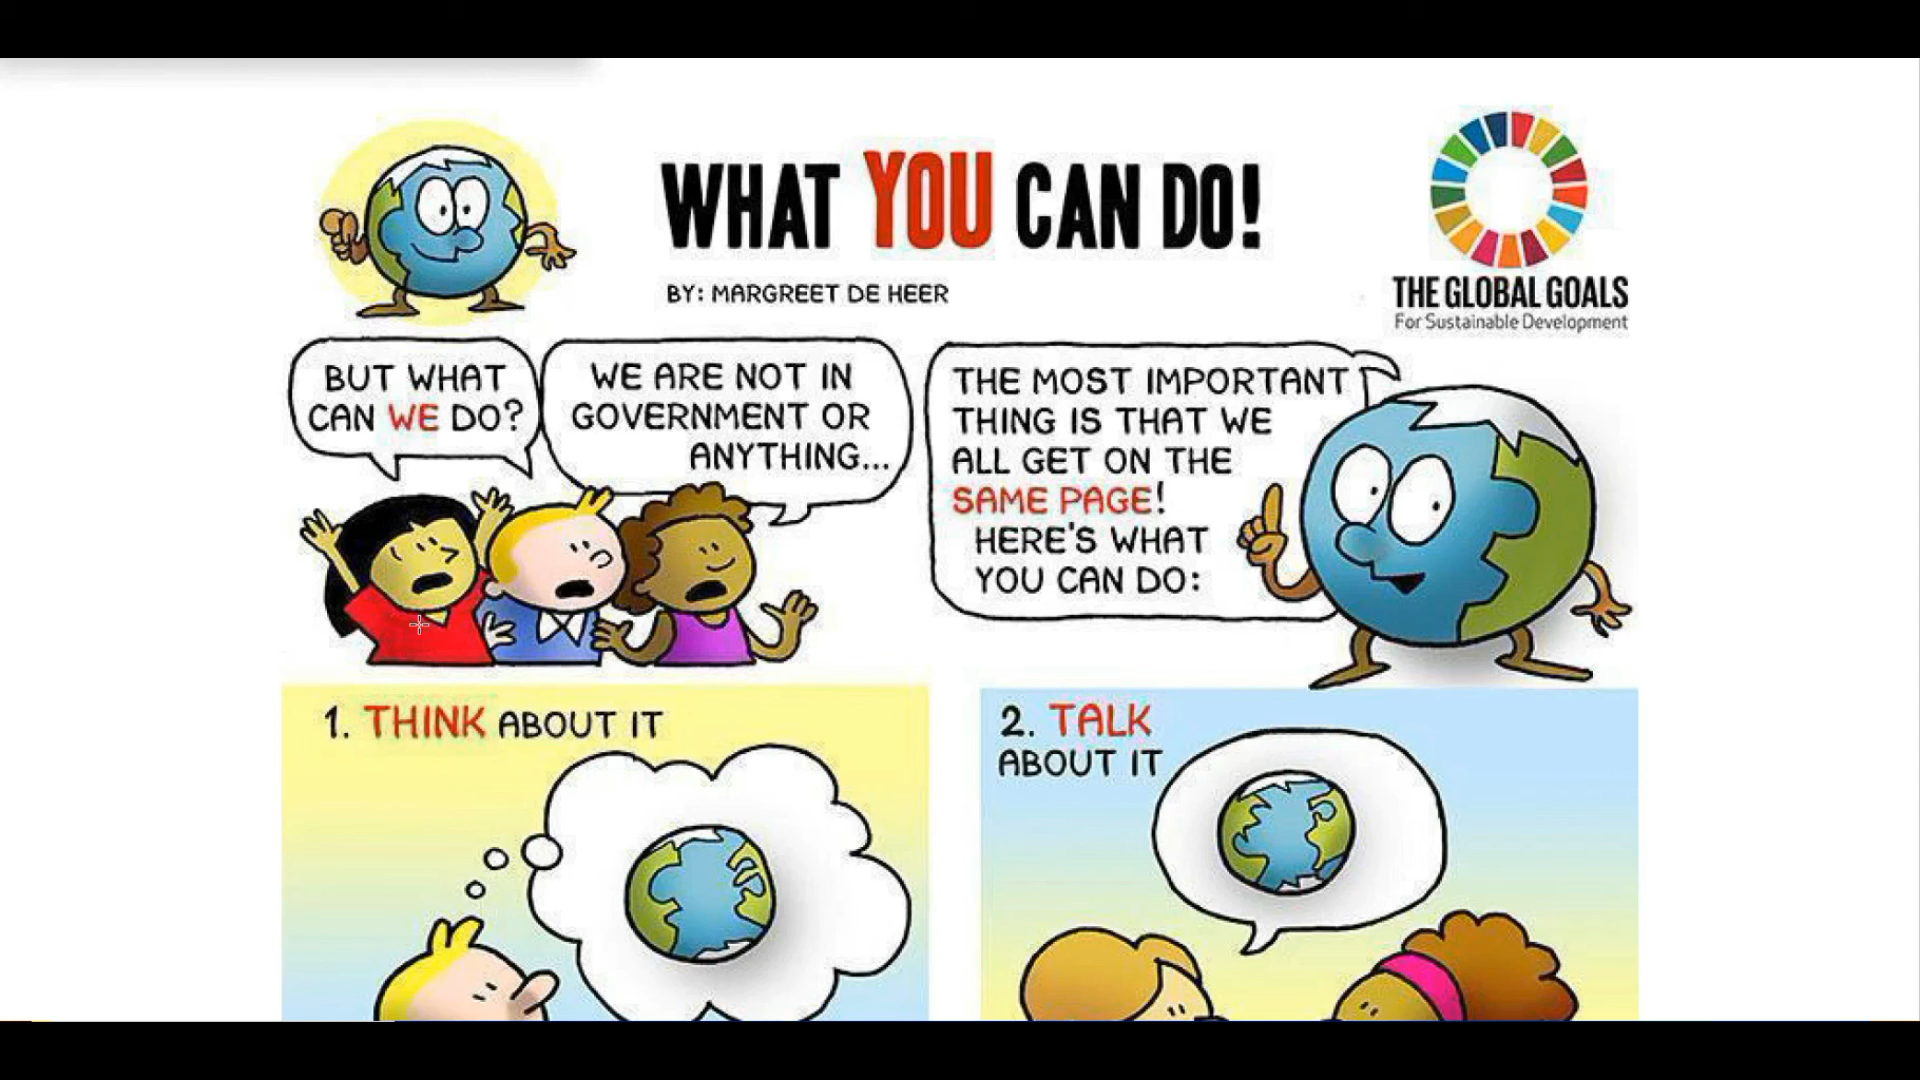 WHAT YOU CAN DO!
BY: MARGREET DE HEER
THE GLOBAL GOALS
For Sustainable Development
BUT WHAT
CAN WE DO?
WE ARE NOT IN
GOVERNMENT OR
ANYTHING...
THE MOST IMPORTANT
THING IS THAT WE
ALL GET ON THE
SAME PAGE!
HERE'S WHAT
YOU CAN DO:
1. THINK ABOUT IT
2. TALK
ABOUT IT